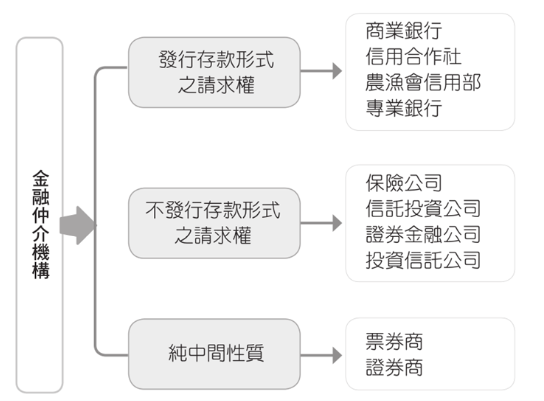 金融仲介機構
發行存款形式
之請求權
商業銀行
信用合作社
農漁會信用部
專業銀行
不發行存款形式
之請求權
保險公司
信託投資公司
證券金融公司
投資信託公司
純中間性質
票券商
證券商